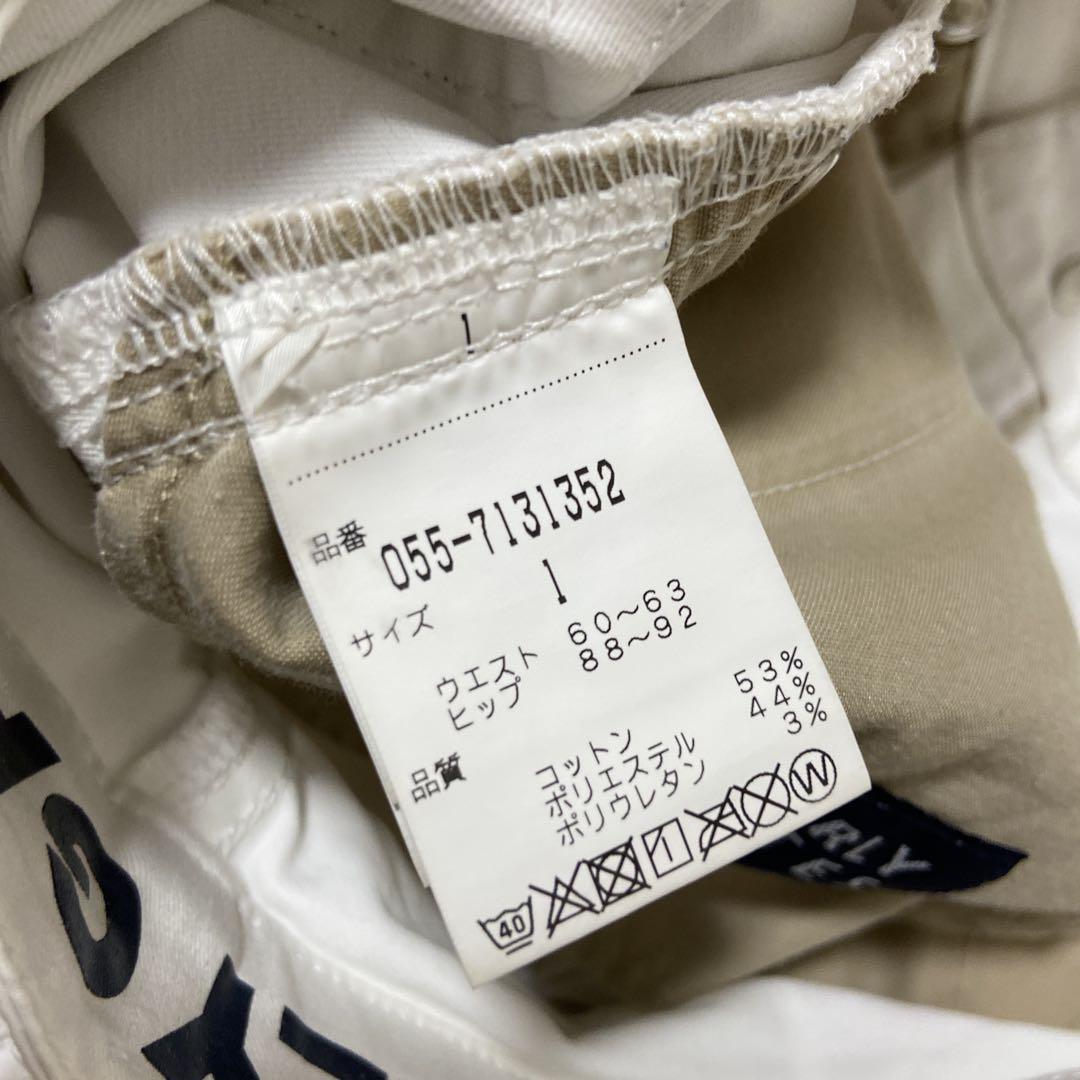 1
品番 055-7131352
サイズ 1
ウエスト 60〜63
ヒップ 88〜92
品質 コットン 53%
ポリエステル 44%
ポリウレタン 3%
40 1 W
RLY